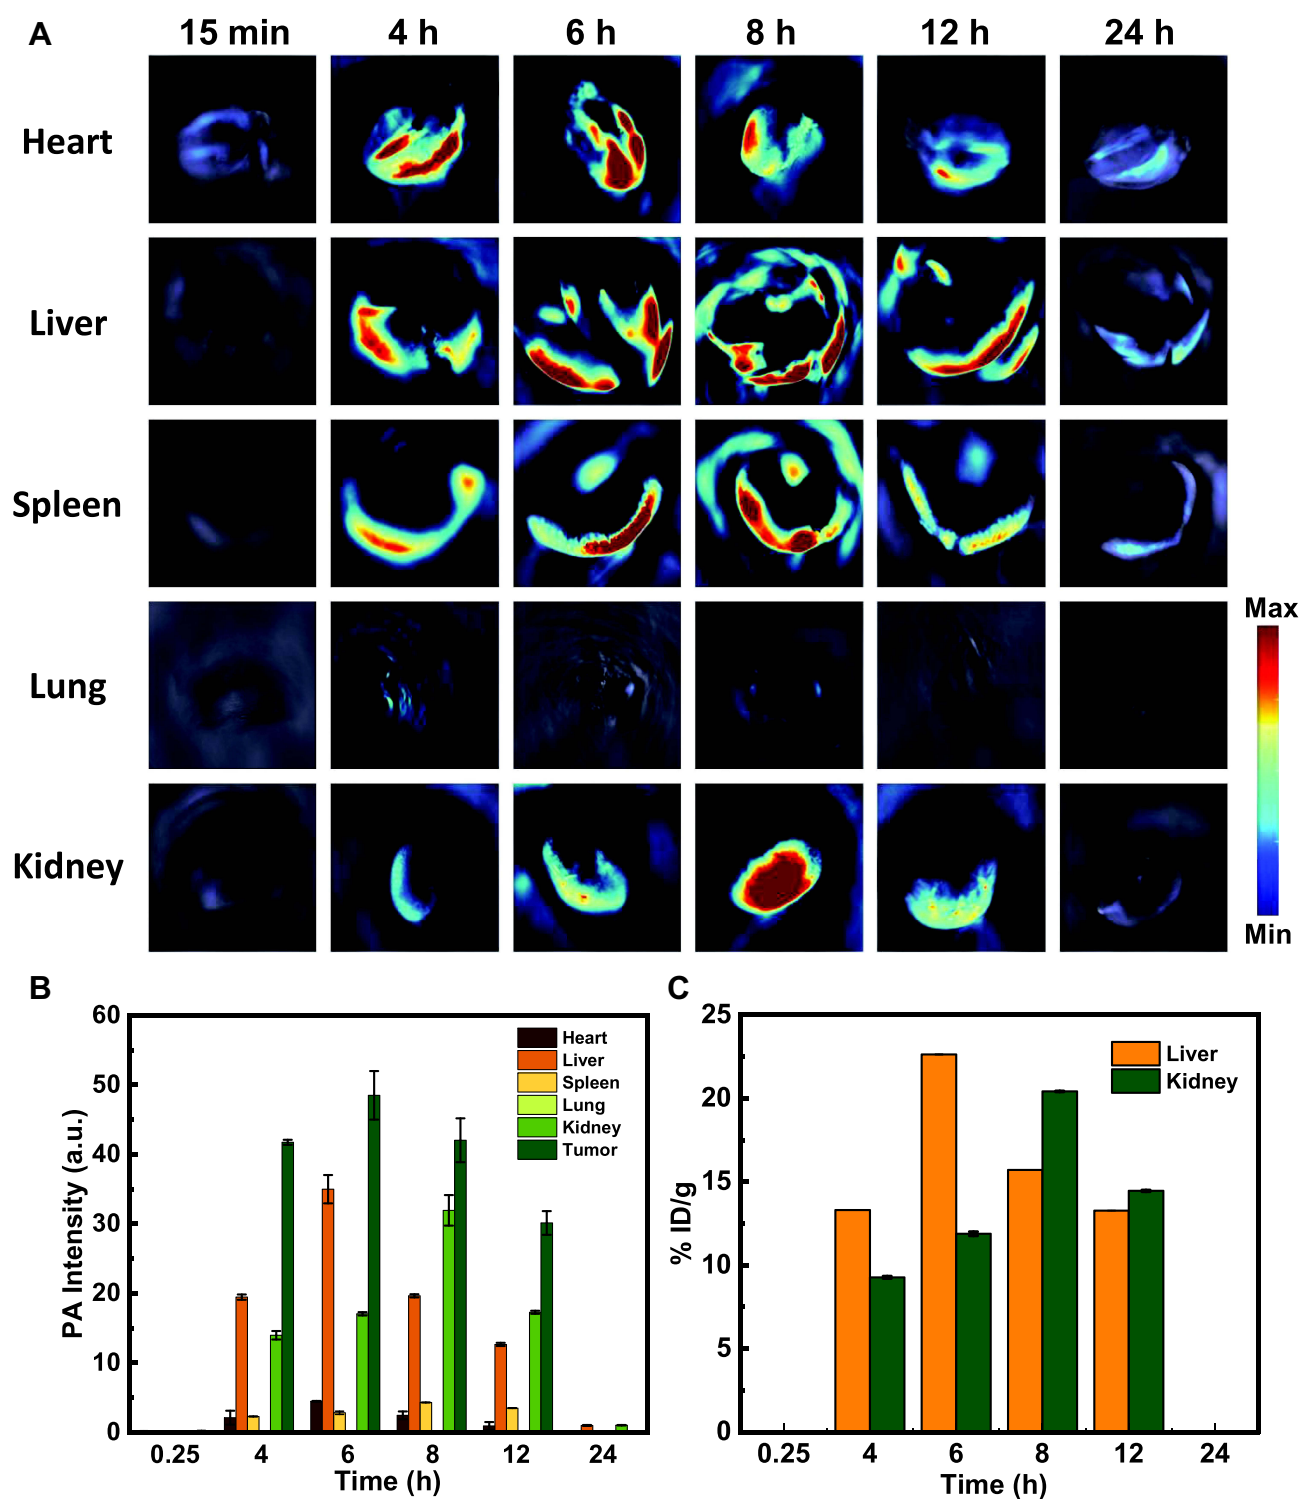 A
15 min 4 h 6 h 8 h 12 h 24 h
Heart
Liver
Spleen
Lung
Kidney
Max
Min
B
60
50
40
30
20
10
0
PA Intensity (a.u.)
Heart
Liver
Spleen
Lung
Kidney
Tumor
0.25 4 6 8 12 24
Time (h)
C
25
20
15
10
5
0
% ID/g
Liver
Kidney
0.25 4 6 8 12 24
Time (h)